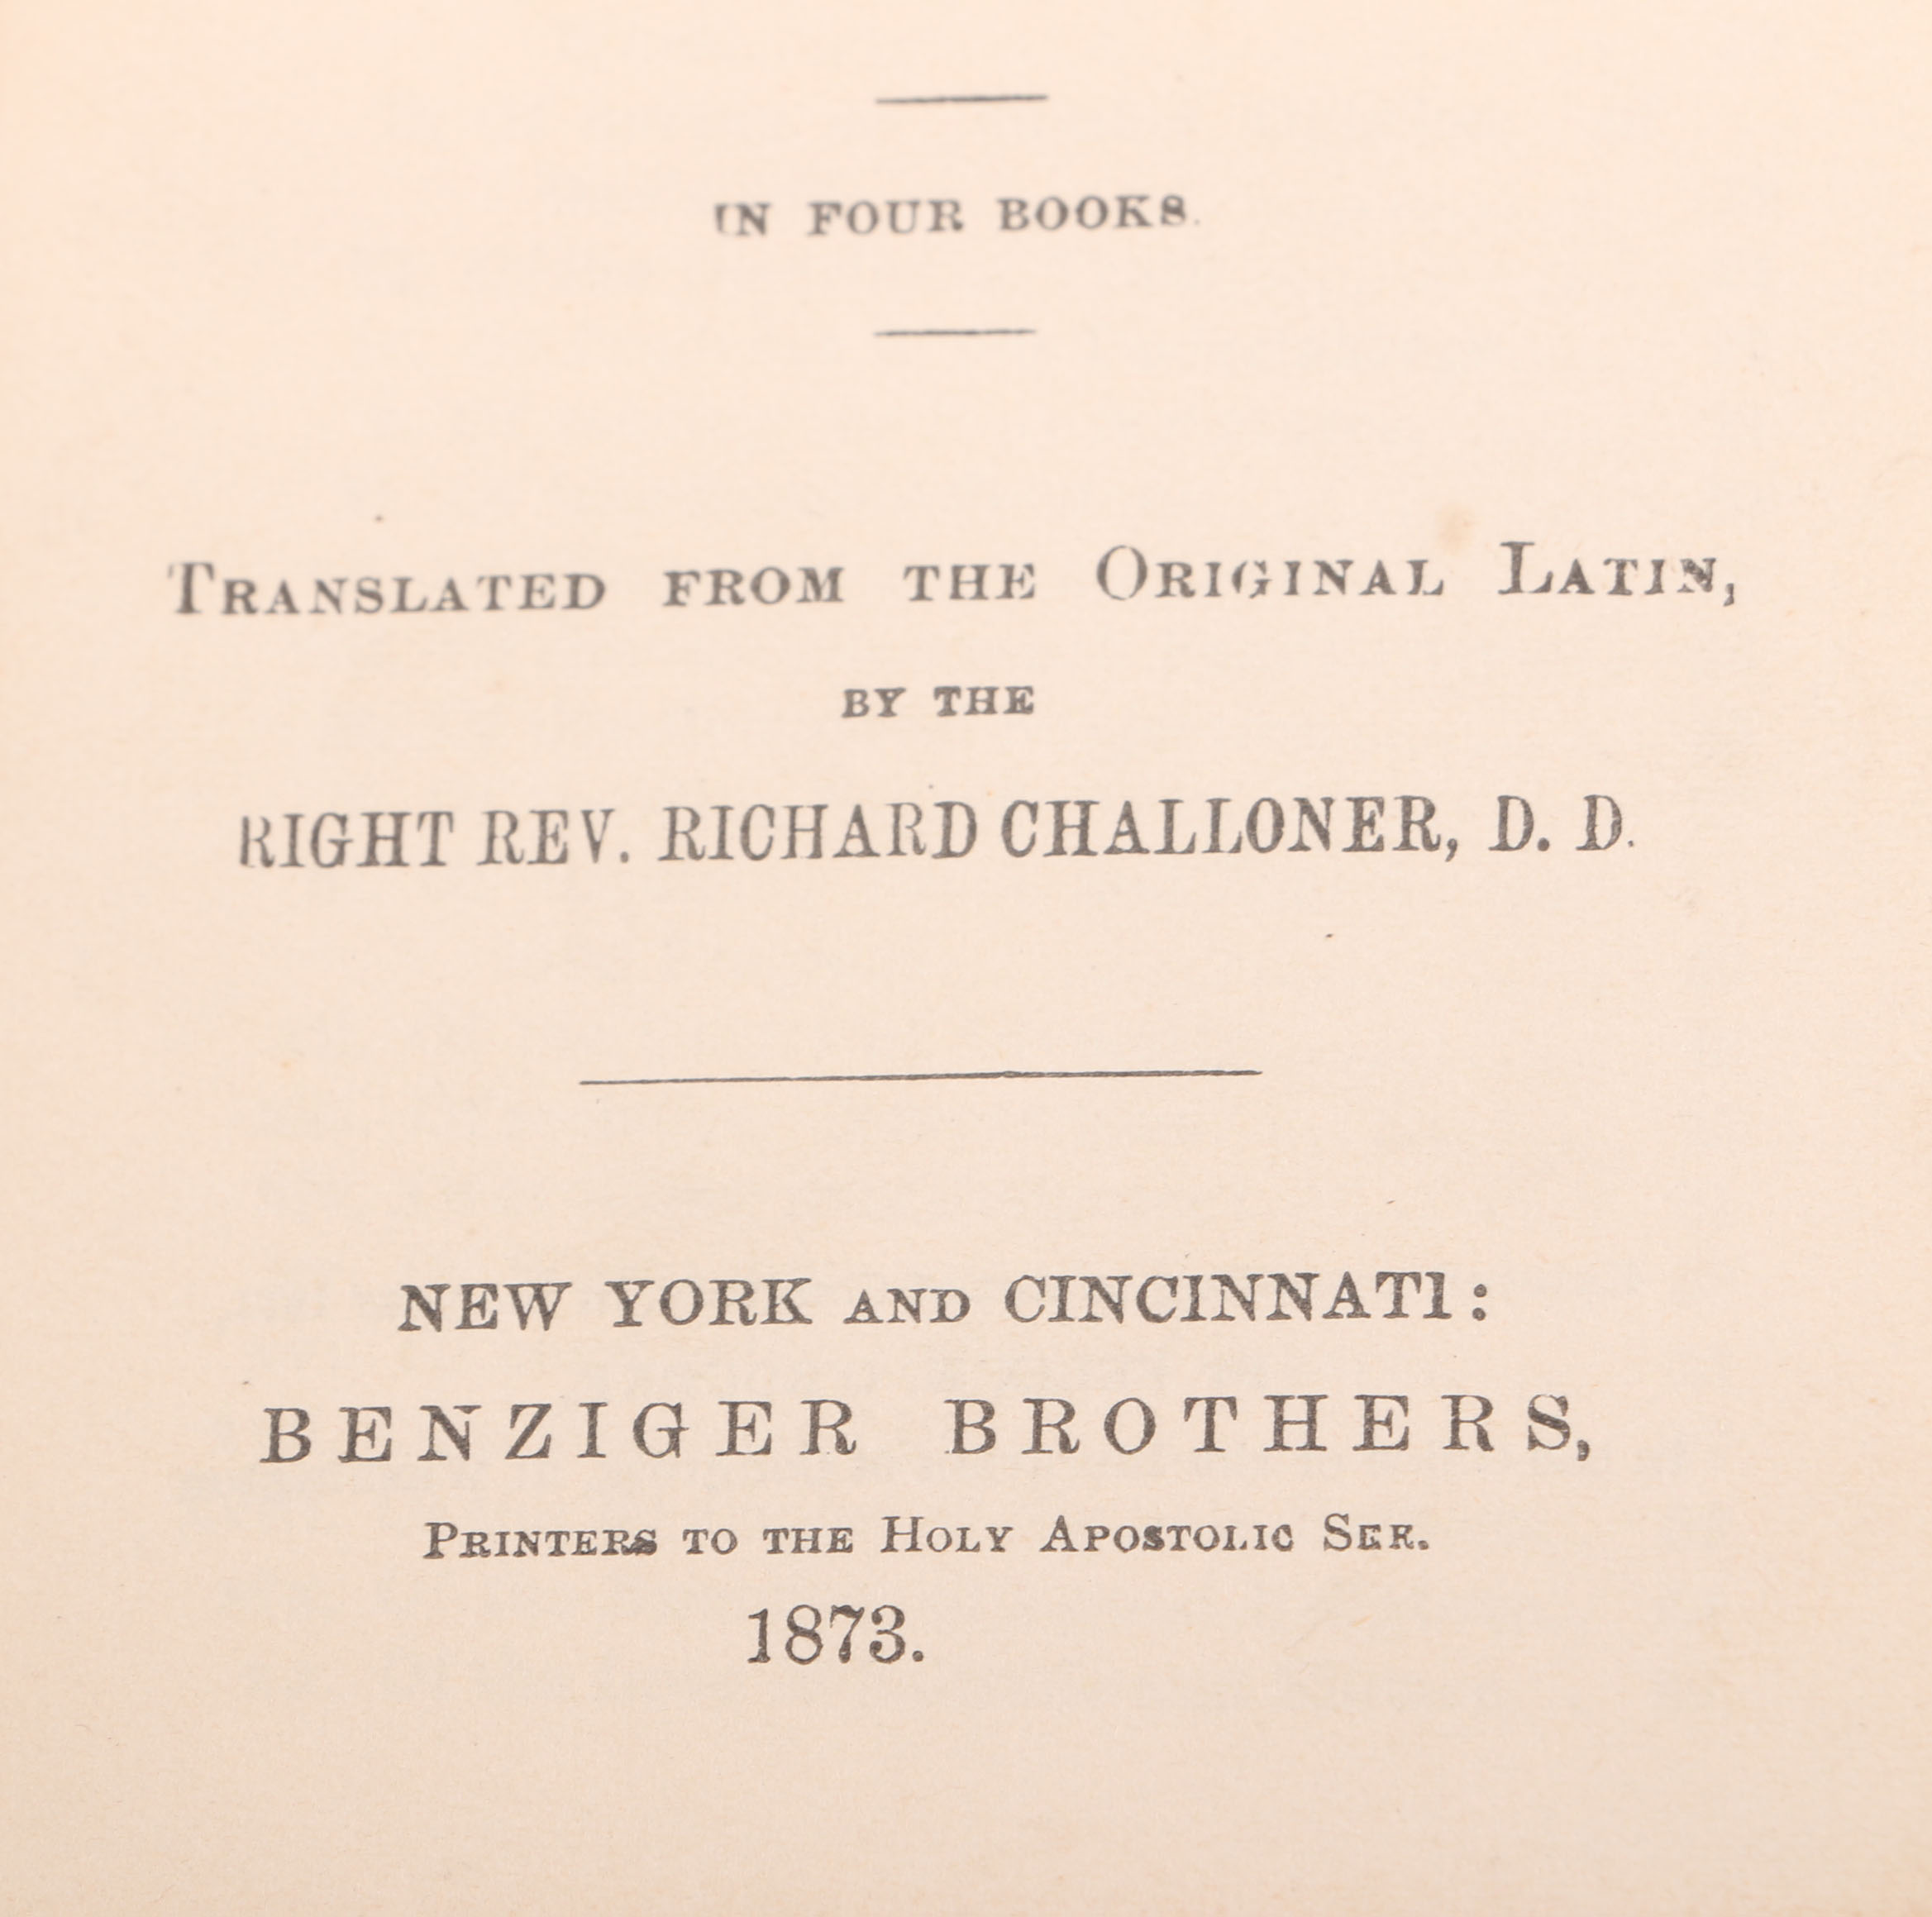 IN FOUR BOOKS.
TRANSLATED FROM THE ORIGINAL LATIN,
BY THE
RIGHT REV. RICHARD CHALLONER, D. D.
NEW YORK AND CINCINNATI:
BENZIGER BROTHERS,
PRINTERS TO THE HOLY APOSTOLIC SEE.
1873.